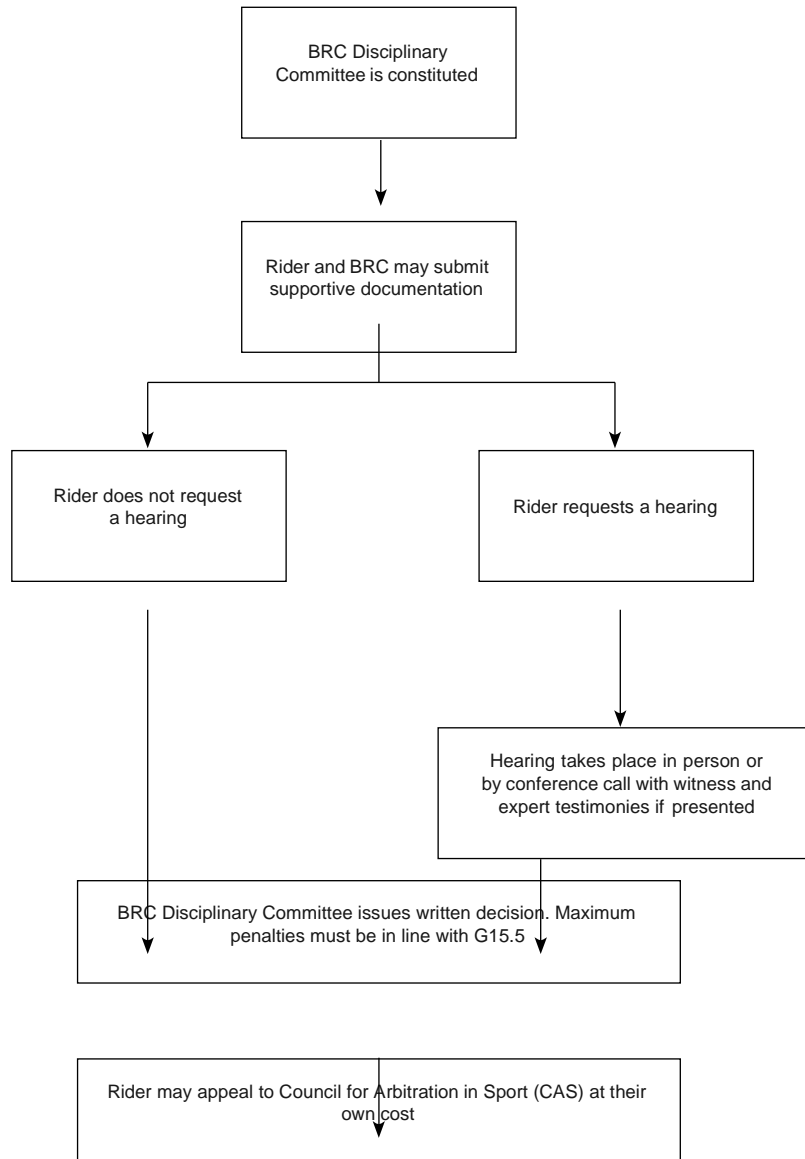 BRC Disciplinary
Committee is constituted
Rider and BRC may submit
supportive documentation
Rider does not request
a hearing
Rider requests a hearing
Hearing takes place in person or
by conference call with witness and
expert testimonies if presented
BRC Disciplinary Committee issues written decision. Maximum
penalties must be in line with G15.5
Rider may appeal to Council for Arbitration in Sport (CAS) at their
own cost